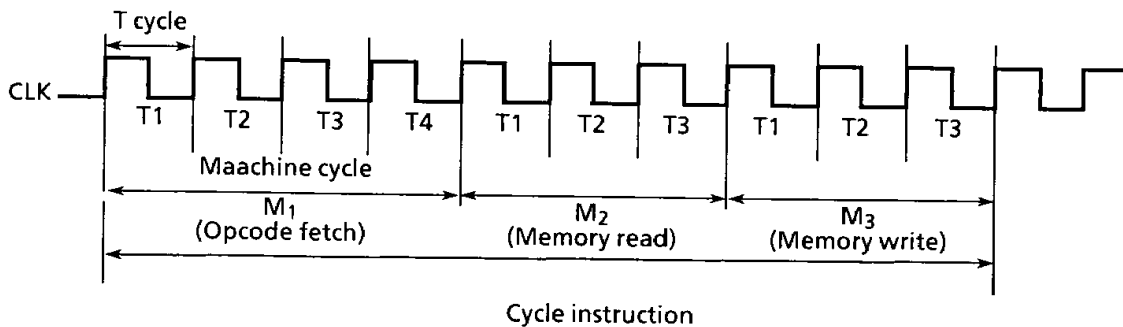 T cycle
CLK
T1 T2 T3 T4 T1 T2 T3 T1 T2 T3
Maachine cycle
M1 M2 M3
(Opcode fetch) (Memory read) (Memory write)
Cycle instruction